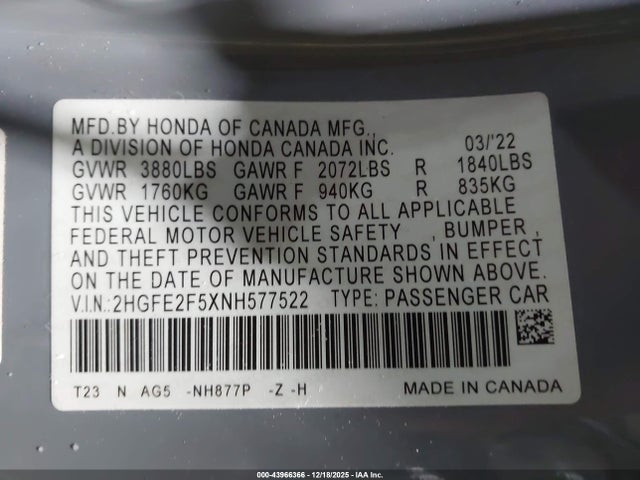 MFD.BY HONDA OF CANADA MFG.,
A DIVISION OF HONDA CANADA INC. 03/'22
GVWR 3880LBS GAWR F 2072LBS R 1840LBS
GVWR 1760KG GAWR F 940KG R 835KG
THIS VEHICLE CONFORMS TO ALL APPLICABLE
FEDERAL MOTOR VEHICLE SAFETY , BUMPER ,
AND THEFT PREVENTION STANDARDS IN EFFECT
ON THE DATE OF MANUFACTURE SHOWN ABOVE.
V.I.N.:2HGFE2F5XNH577522 TYPE: PASSENGER CAR
T23 N AG5 -NH877P -Z -H MADE IN CANADA
000-43966366 - 12/18/2025 - IAA Inc.